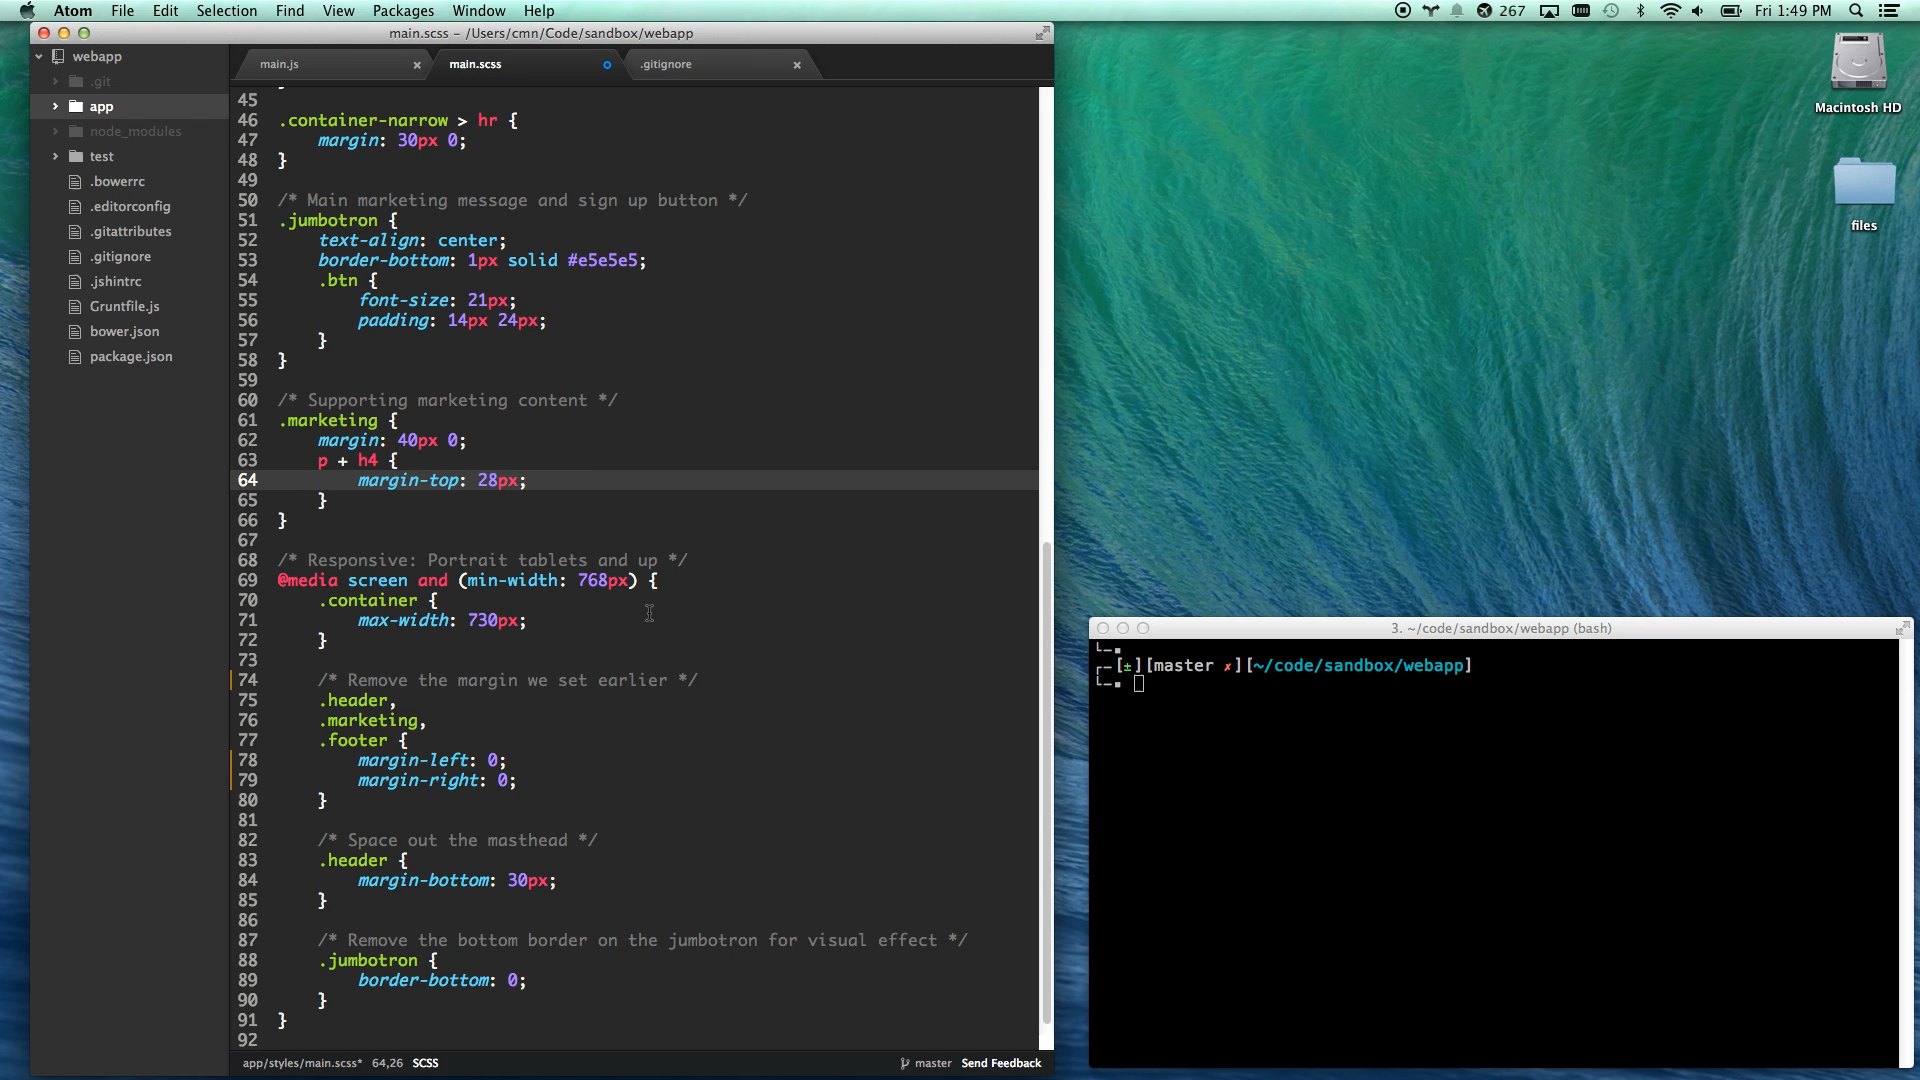 Atom File Edit Selection Find View Packages Window Help 267 Fri 1:49 PM
main.scss - /Users/cmn/Code/sandbox/webapp
webapp
.git
app
node_modules
test
.bowerrc
.editorconfig
.gitattributes
.gitignore
.jshintrc
Gruntfile.js
bower.json
package.json
main.js main.scss .gitignore
45
46 .container-narrow > hr {
47 margin: 30px 0;
48 }
49
50 /* Main marketing message and sign up button */
51 .jumbotron {
52 text-align: center;
53 border-bottom: 1px solid #e5e5e5;
54 .btn {
55 font-size: 21px;
56 padding: 14px 24px;
57 }
58 }
59
60 /* Supporting marketing content */
61 .marketing {
62 margin: 40px 0;
63 p + h4 {
64 margin-top: 28px;
65 }
66 }
67
68 /* Responsive: Portrait tablets and up */
69 @media screen and (min-width: 768px) {
70 .container {
71 max-width: 730px;
72 }
73
74 /* Remove the margin we set earlier */
75 .header,
76 .marketing,
77 .footer {
78 margin-left: 0;
79 margin-right: 0;
80 }
81
82 /* Space out the masthead */
83 .header {
84 margin-bottom: 30px;
85 }
86
87 /* Remove the bottom border on the jumbotron for visual effect */
88 .jumbotron {
89 border-bottom: 0;
90 }
91 }
92
app/styles/main.scss* 64,26 SCSS master Send Feedback
Macintosh HD
files
3. ~/code/sandbox/webapp (bash)
[±][master ✗][~/code/sandbox/webapp]